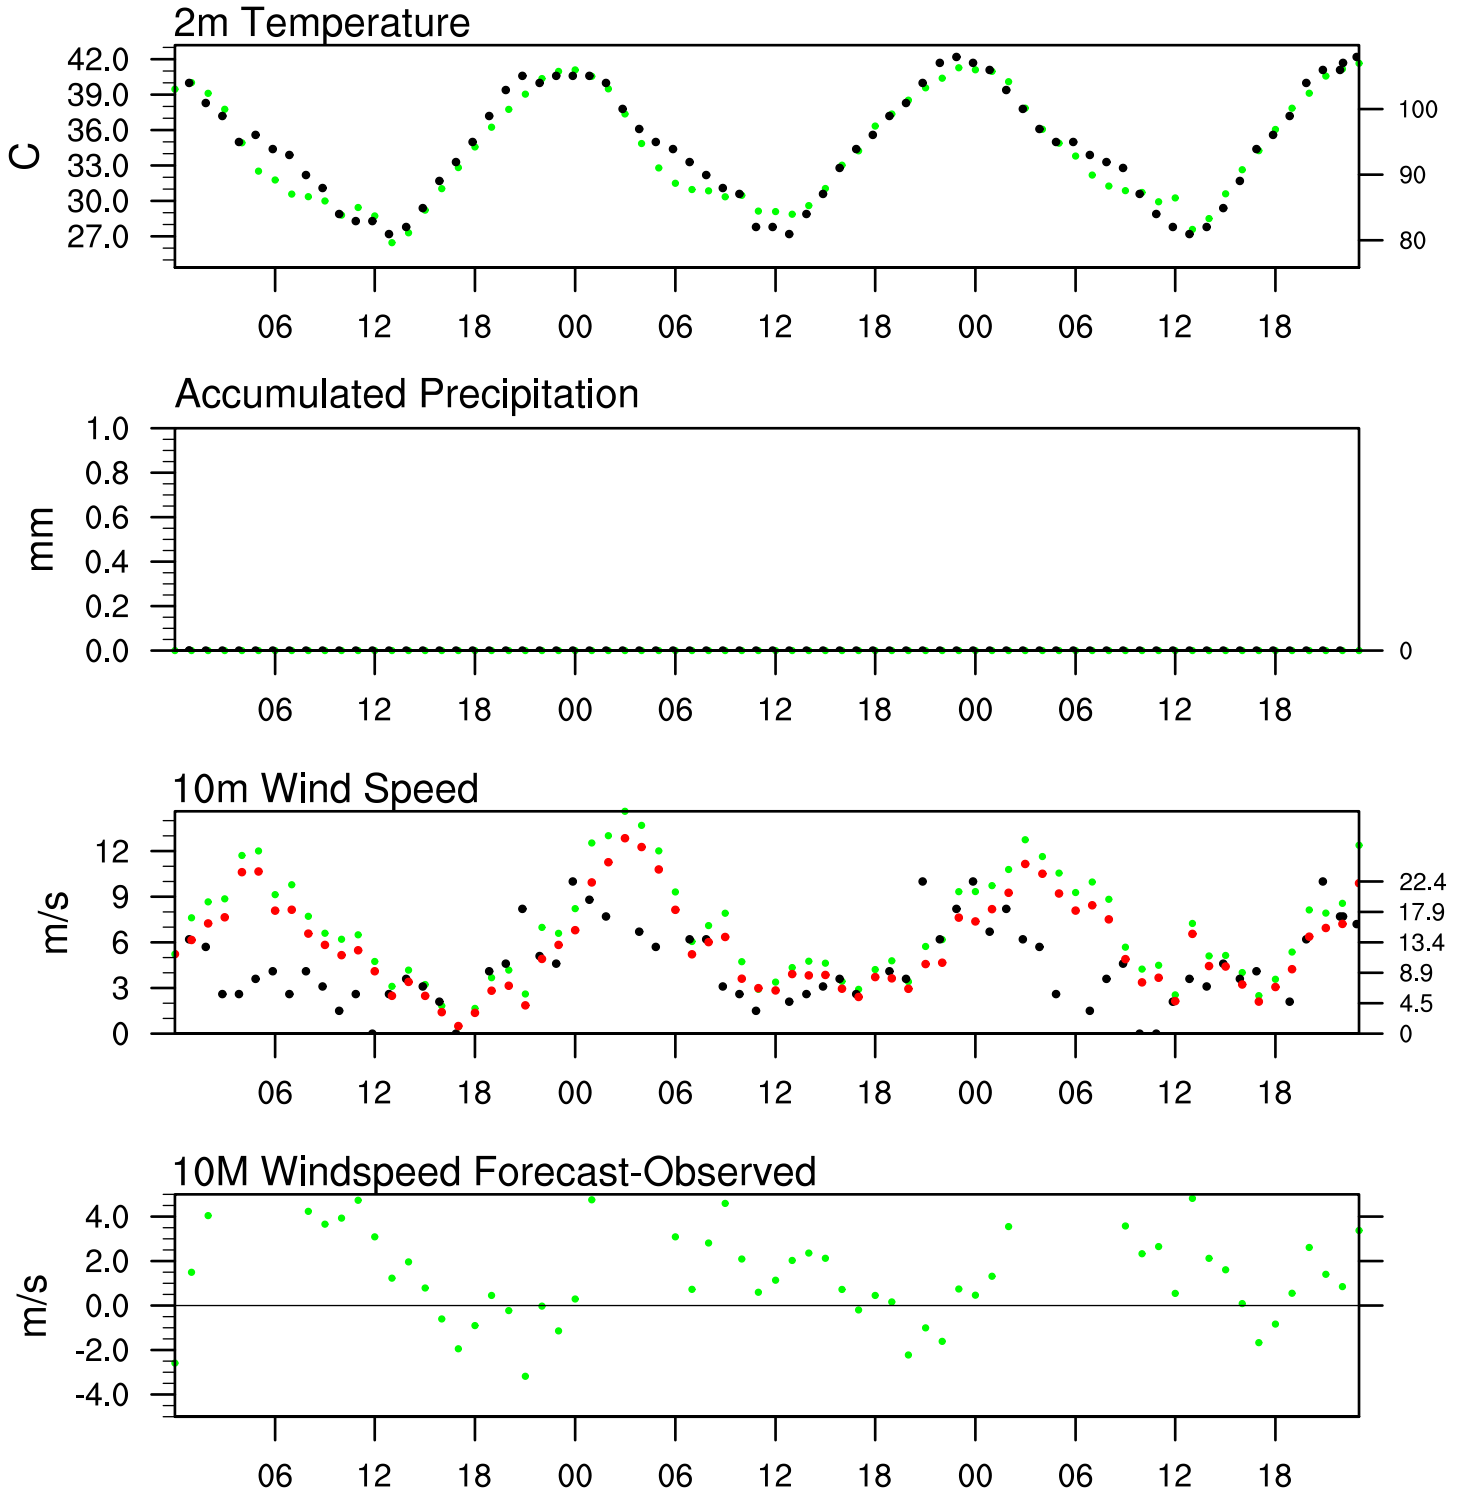 2m Temperature
42.0
39.0
36.0
33.0
30.0
27.0
C
100
90
80
06 12 18 00 06 12 18 00 06 12 18
Accumulated Precipitation
1.0
0.8
0.6
0.4
0.2
0.0
mm
0
06 12 18 00 06 12 18 00 06 12 18
10m Wind Speed
12
9
6
3
0
m/s
22.4
17.9
13.4
8.9
4.5
0
06 12 18 00 06 12 18 00 06 12 18
10M Windspeed Forecast-Observed
4.0
2.0
0.0
-2.0
-4.0
m/s
06 12 18 00 06 12 18 00 06 12 18